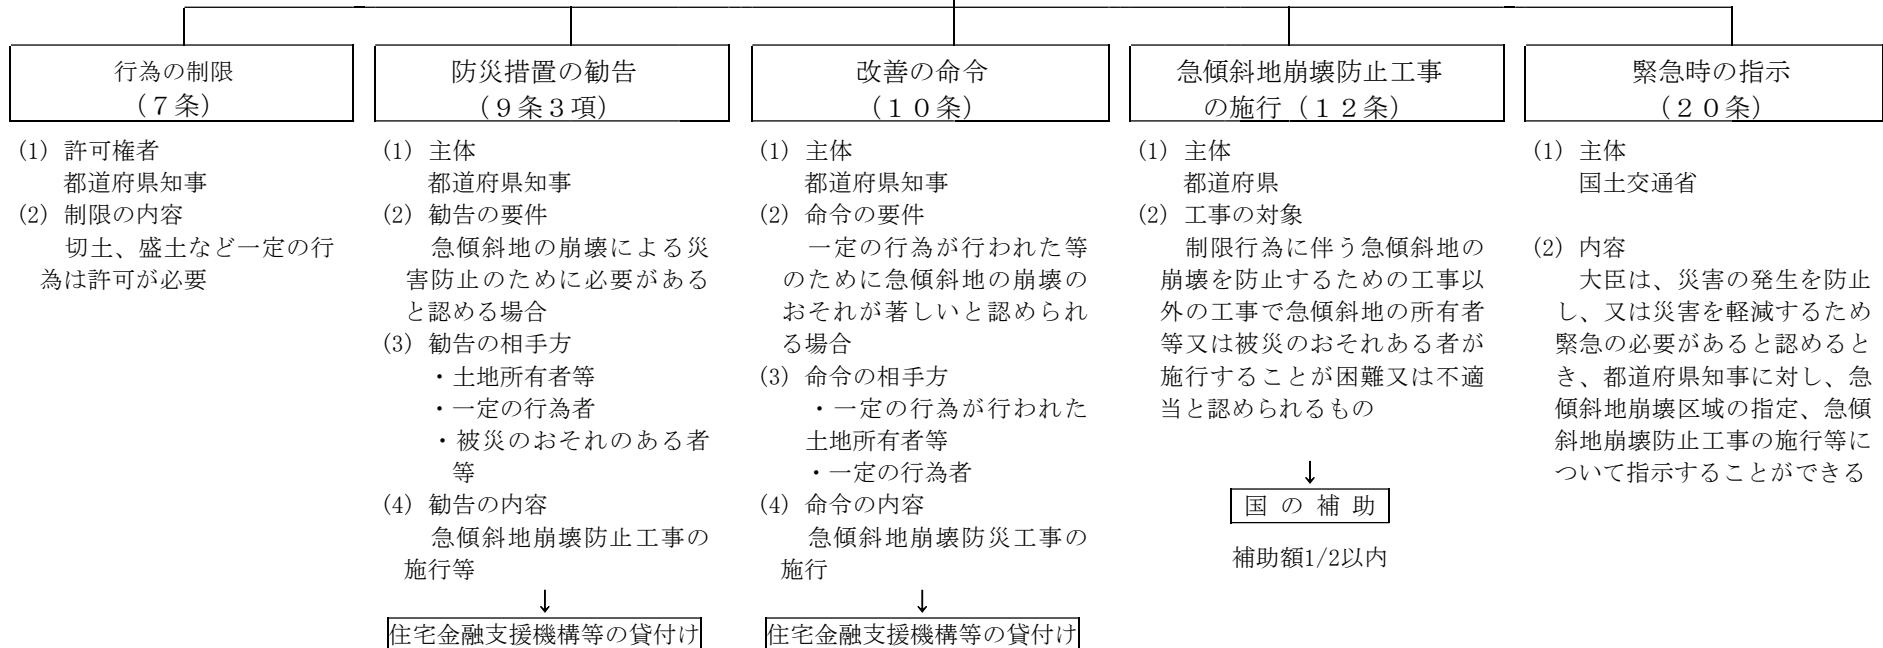 行為の制限
(7条)
(1) 許可権者
都道府県知事
(2) 制限の内容
切土、盛土など一定の行
為は許可が必要
防災措置の勧告
(9条3項)
(1) 主体
都道府県知事
(2) 勧告の要件
急傾斜地の崩壊による災
害防止のために必要がある
と認める場合
(3) 勧告の相手方
・土地所有者等
・一定の行為者
・被災のおそれのある者
等
(4) 勧告の内容
急傾斜地崩壊防止工事の
施行等
↓
住宅金融支援機構等の貸付け
改善の命令
(10条)
(1) 主体
都道府県知事
(2) 命令の要件
一定の行為が行われた等
のために急傾斜地の崩壊の
おそれが著しいと認められ
る場合
(3) 命令の相手方
・一定の行為が行われた
土地所有者等
・一定の行為者
(4) 命令の内容
急傾斜地崩壊防災工事の
施行
↓
住宅金融支援機構等の貸付け
急傾斜地崩壊防止工事
の施行(12条)
(1) 主体
都道府県
(2) 工事の対象
制限行為に伴う急傾斜地の
崩壊を防止するための工事以
外の工事で急傾斜地の所有者
等又は被災のおそれある者が
施行することが困難又は不適
当と認められるもの
↓
国の補助
補助額1/2以内
緊急時の指示
(20条)
(1) 主体
国土交通省
(2) 内容
大臣は、災害の発生を防止
し、又は災害を軽減するため
緊急の必要があると認めると
き、都道府県知事に対し、急
傾斜地崩壊区域の指定、急傾
斜地崩壊防止工事の施行等に
ついて指示することができる